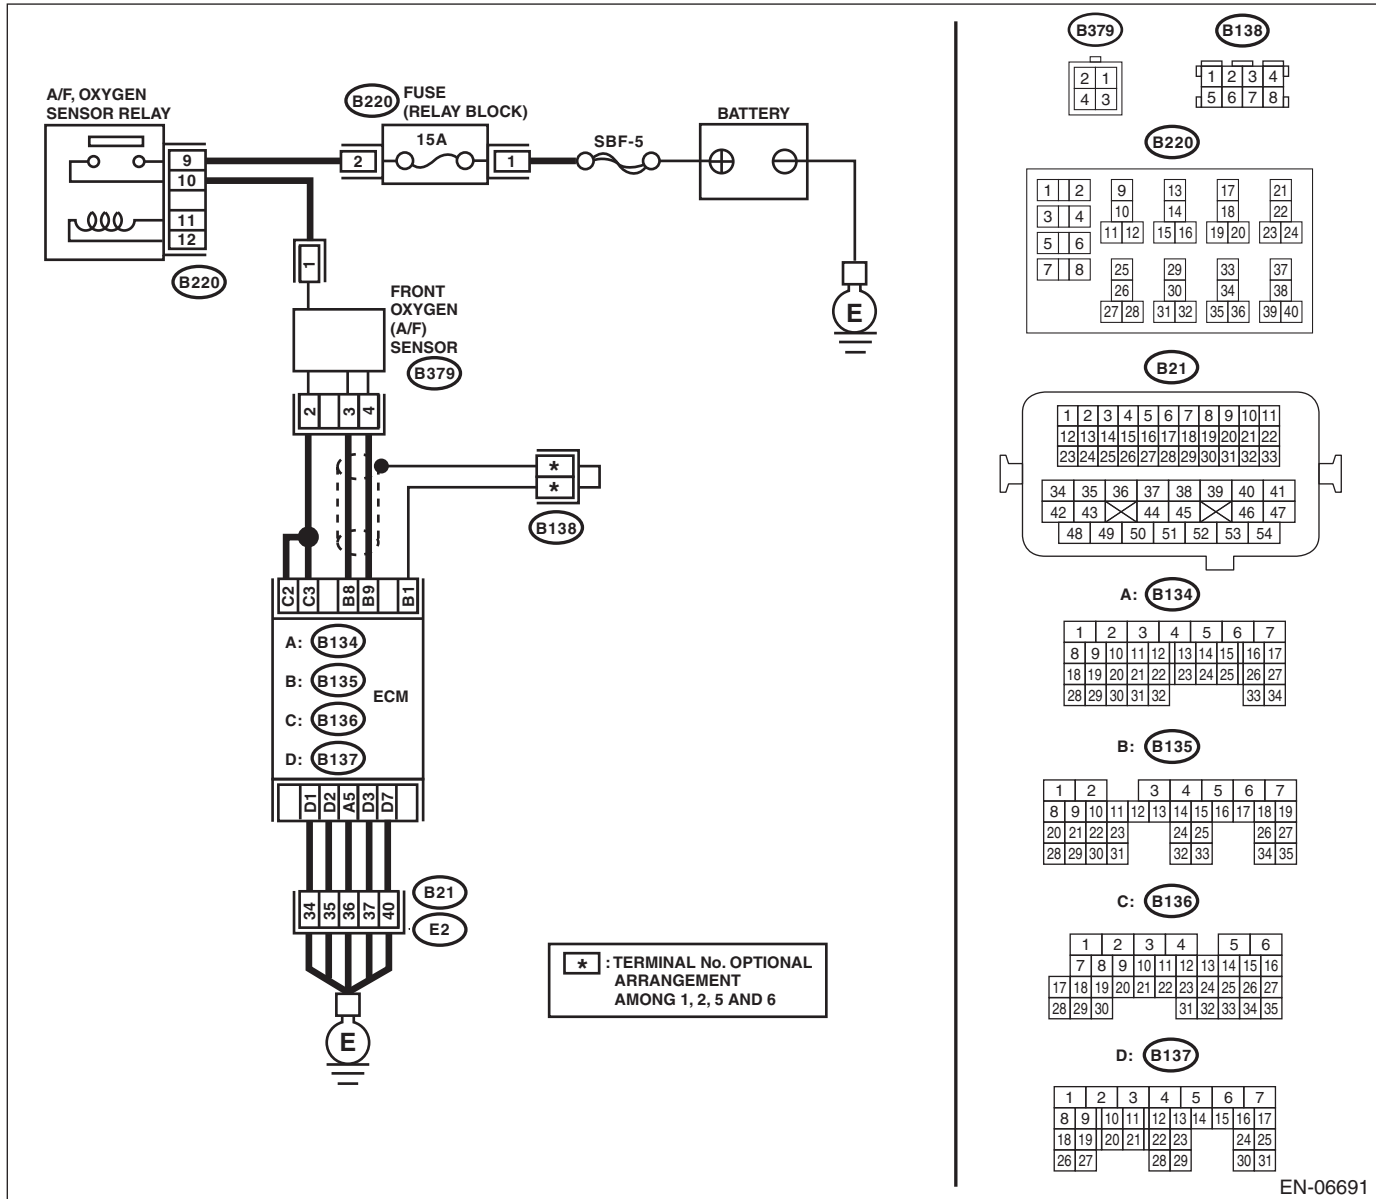 A/F, OXYGEN
SENSOR RELAY
9
10
11
12
B220
B220
FUSE
(RELAY BLOCK)
15A
2
1
SBF-5
BATTERY
E
1
FRONT
OXYGEN
(A/F)
SENSOR
B379
2
3
4
*
*
B138
C2
C3
B8
B9
B1
A: B134
B: B135
C: B136
D: B137
ECM
D1
D2
A5
D3
D7
34
35
36
37
40
B21
E2
E
* : TERMINAL No. OPTIONAL
ARRANGEMENT
AMONG 1, 2, 5 AND 6
B379
2 1
4 3
B138
1 2 3 4
5 6 7 8
B220
1 2 9 13 17 21
3 4 10 14 18 22
5 6 11 12 15 16 19 20 23 24
7 8 25 29 33 37
26 30 34 38
27 28 31 32 35 36 39 40
B21
1 2 3 4 5 6 7 8 9 10 11
12 13 14 15 16 17 18 19 20 21 22
23 24 25 26 27 28 29 30 31 32 33
34 35 36 37 38 39 40 41
42 43 44 45 46 47
48 49 50 51 52 53 54
A: B134
1 2 3 4 5 6 7
8 9 10 11 12 13 14 15 16 17
18 19 20 21 22 23 24 25 26 27
28 29 30 31 32 33 34
B: B135
1 2 3 4 5 6 7
8 9 10 11 12 13 14 15 16 17 18 19
20 21 22 23 24 25 26 27
28 29 30 31 32 33 34 35
C: B136
1 2 3 4 5 6
7 8 9 10 11 12 13 14 15 16
17 18 19 20 21 22 23 24 25 26 27
28 29 30 31 32 33 34 35
D: B137
1 2 3 4 5 6 7
8 9 10 11 12 13 14 15 16 17
18 19 20 21 22 23 24 25
26 27 28 29 30 31
EN-06691